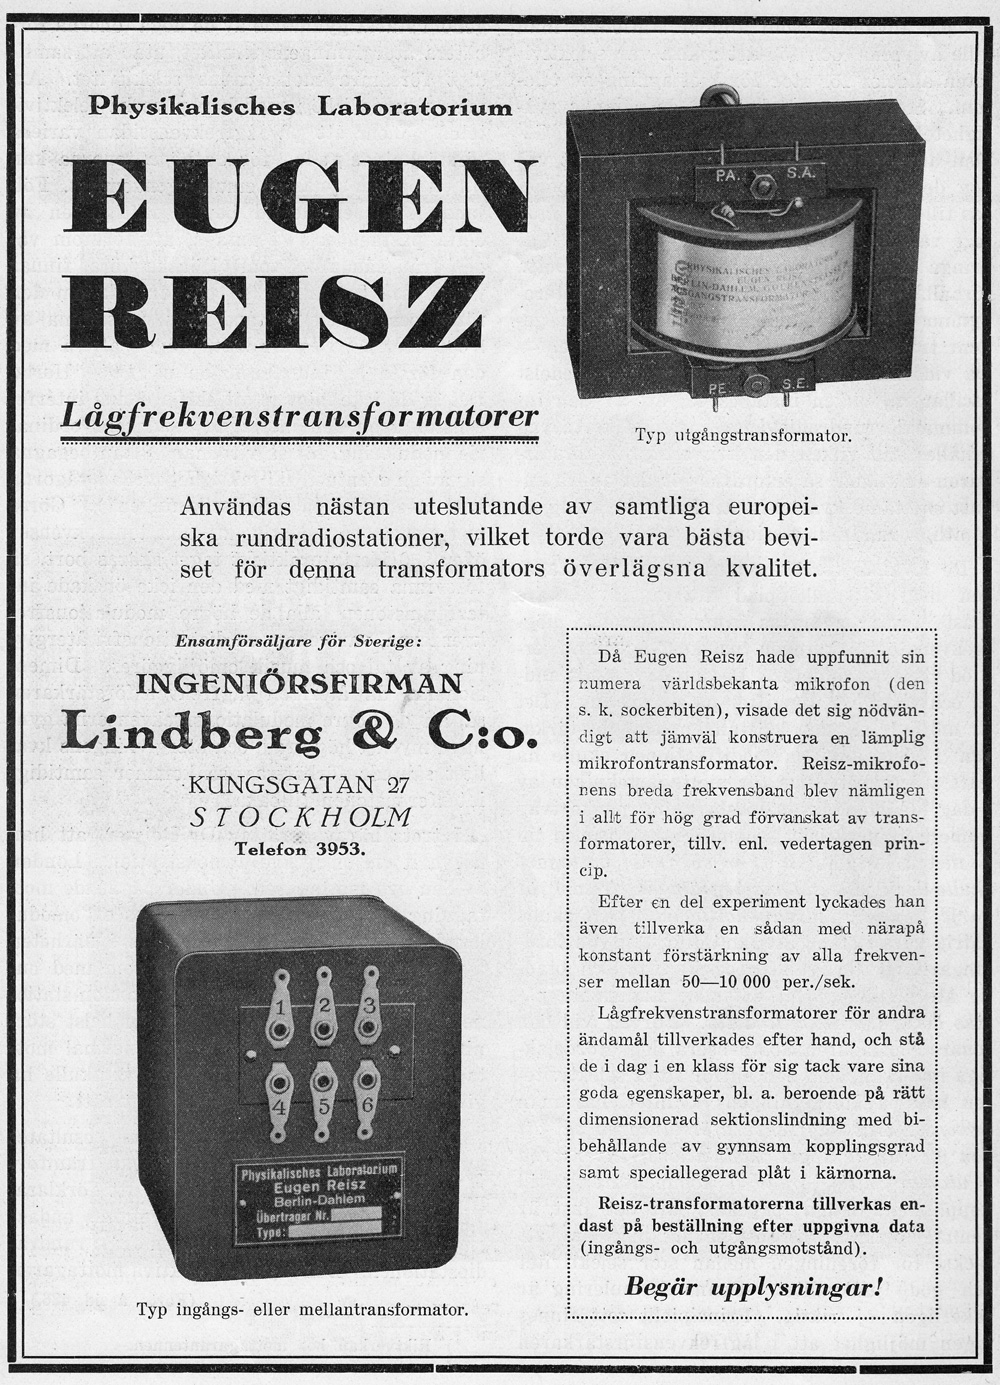 Physikalisches Laboratorium
EUGEN
REISZ
Lågfrekvenstransformatorer
P.A. S.A.
PHYSIKALISCHES LABORATORIUM
EUGEN REISZ
P.E. S.E.
Typ utgångstransformator.
Användas nästan uteslutande av samtliga europei-
ska rundradiostationer, vilket torde vara bästa bevi-
set för denna transformators överlägsna kvalitet.
Ensamförsäljare för Sverige:
INGENIÖRSFIRMAN
Lindberg & C:o.
KUNGSGATAN 27
STOCKHOLM
Telefon 3953.
1 2 3
4 5 6
Physikalisches Laboratorium
Eugen Reisz
Berlin-Dahlem
Übertrager Nr.
Type:
Typ ingångs- eller mellantransformator.
Då Eugen Reisz hade uppfunnit sin
numera världsbekanta mikrofon (den
s. k. sockerbiten), visade det sig nödvän-
digt att jämväl konstruera en lämplig
mikrofontransformator. Reisz-mikrofo-
nens breda frekvensband blev nämligen
i allt för hög grad förvanskat av trans-
formatorer, tillv. enl. vedertagen prin-
cip.
Efter en del experiment lyckades han
även tillverka en sådan med närapå
konstant förstärkning av alla frekven-
ser mellan 50—10 000 per./sek.
Lågfrekvenstransformatorer för andra
ändamål tillverkades efter hand, och stå
de i dag i en klass för sig tack vare sina
goda egenskaper, bl. a. beroende på rätt
dimensionerad sektionslindning med bi-
behållande av gynnsam kopplingsgrad
samt speciallegerad plåt i kärnorna.
Reisz-transformatorerna tillverkas en-
dast på beställning efter uppgivna data
(ingångs- och utgångsmotstånd).
Begär upplysningar!